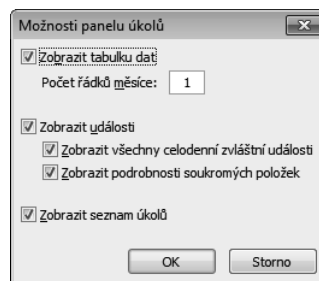 Možnosti panelu úkolů
Zobrazit tabulku dat
Počet řádků měsíce: 1
Zobrazit události
Zobrazit všechny celodenní zvláštní události
Zobrazit podrobnosti soukromých položek
Zobrazit seznam úkolů
OK Storno